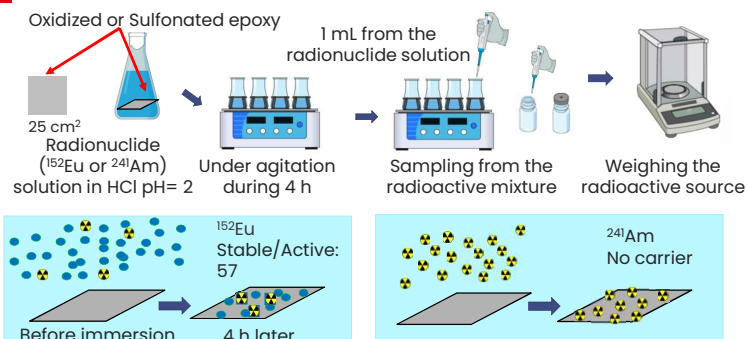 Oxidized or Sulfonated epoxy
1 mL from the
radionuclide solution
25 cm²
Radionuclide
(¹⁵²Eu or ²⁴¹Am)
solution in HCl pH= 2
Under agitation
during 4 h
Sampling from the
radioactive mixture
Weighing the
radioactive source
¹⁵²Eu
Stable/Active:
57
Before immersion
4 h later
²⁴¹Am
No carrier